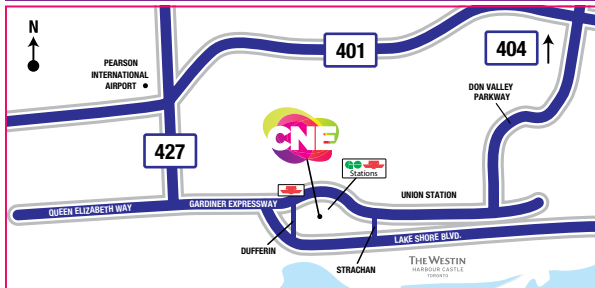 N
401
404
PEARSON
INTERNATIONAL
AIRPORT
DON VALLEY
PARKWAY
427
CNE
GO
Stations
UNION STATION
QUEEN ELIZABETH WAY
GARDINER EXPRESSWAY
DUFFERIN
LAKE SHORE BLVD.
STRACHAN
THE WESTIN
HARBOUR CASTLE
TORONTO